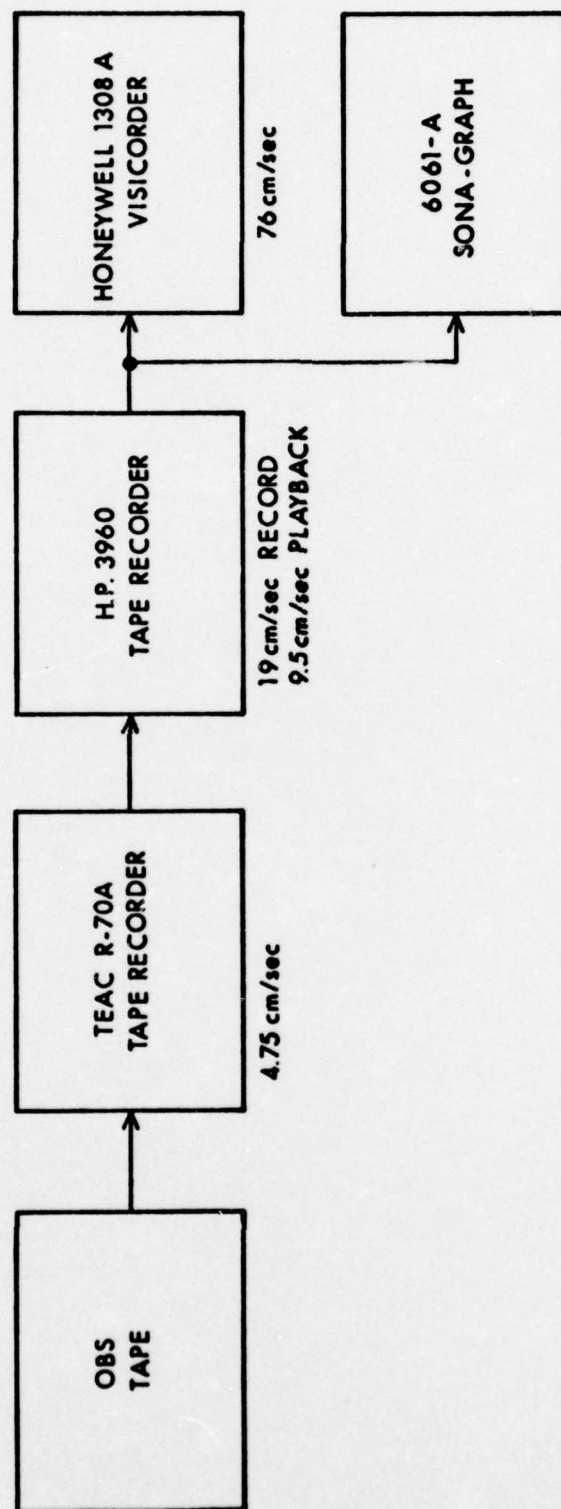 OBS
TAPE
TEAC R-70A
TAPE RECORDER
4.75 cm/sec
H.P. 3960
TAPE RECORDER
19 cm/sec RECORD
9.5 cm/sec PLAYBACK
HONEYWELL 1308 A
VISICORDER
76 cm/sec
6061-A
SONA-GRAPH